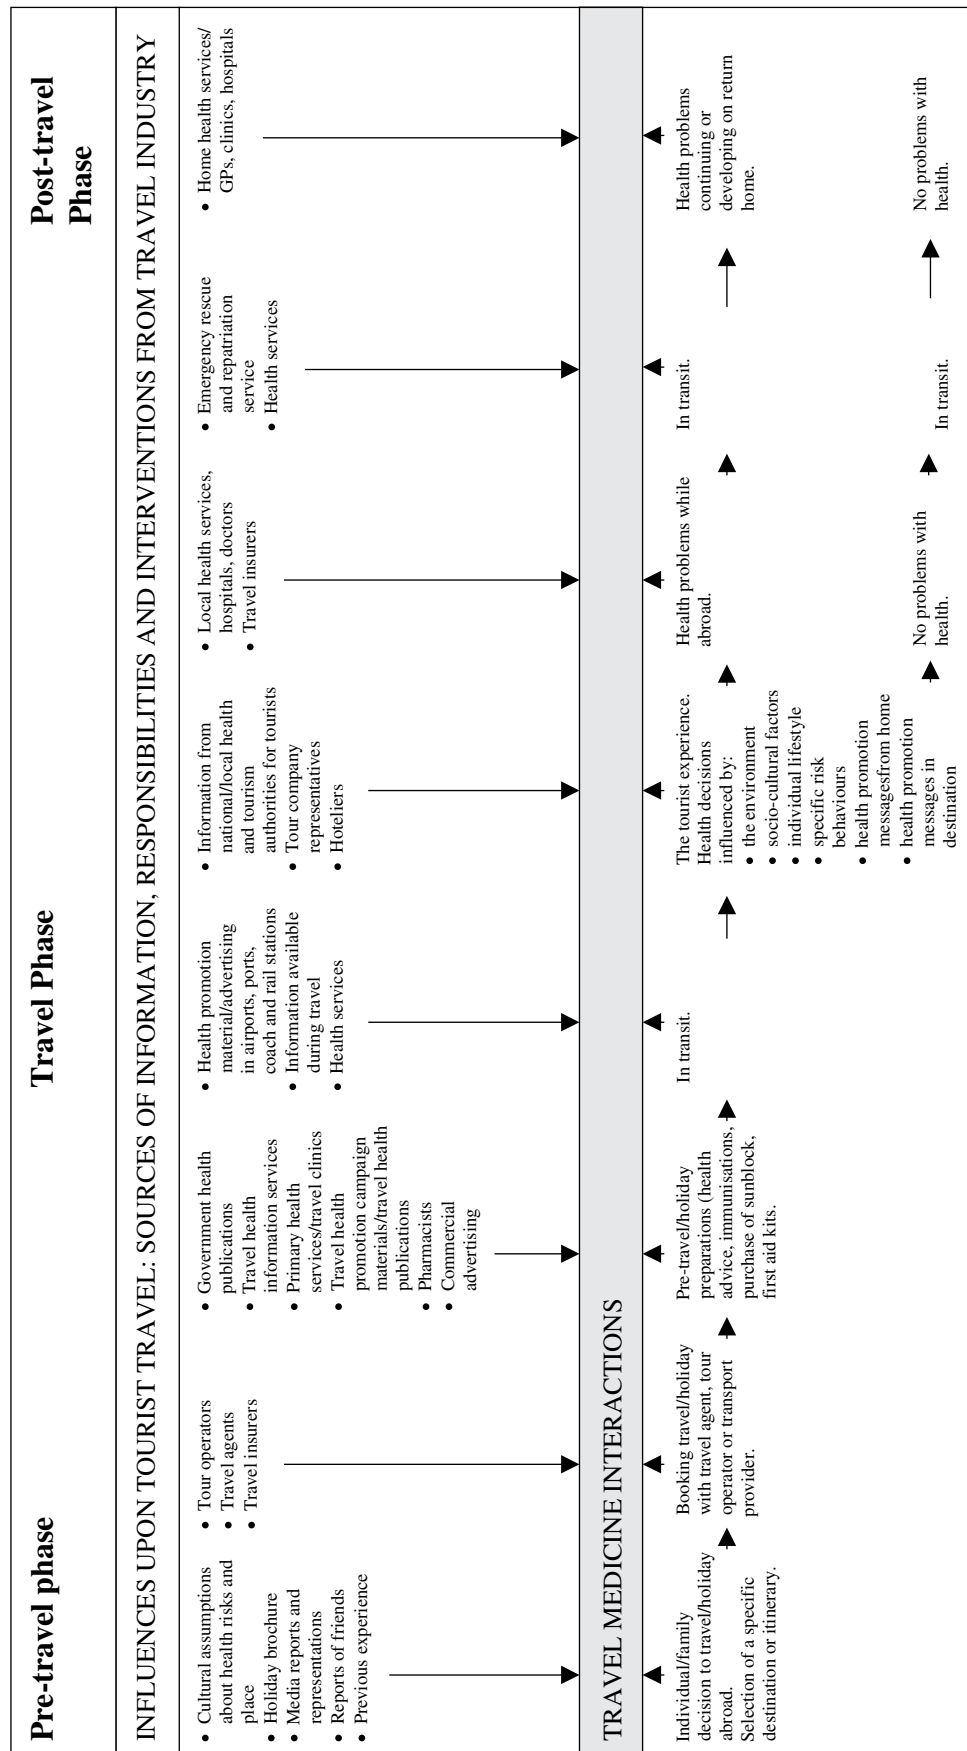 Pre-travel phase
Travel Phase
Post-travel
Phase
INFLUENCES UPON TOURIST TRAVEL: SOURCES OF INFORMATION, RESPONSIBILITIES AND INTERVENTIONS FROM TRAVEL INDUSTRY
• Cultural assumptions
about health risks and
place
• Holiday brochure
• Media reports and
representations
• Reports of friends
• Previous experience
• Tour operators
• Travel agents
• Travel insurers
• Government health
publications
• Travel health
information services
• Primary health
services/travel clinics
• Travel health
promotion campaign
materials/travel health
publications
• Pharmacists
• Commercial
advertising
• Health promotion
material/advertising
in airports, ports,
coach and rail stations
• Information available
during travel
• Health services
• Information from
national/local health
and tourism
authorities for tourists
• Tour company
representatives
• Hoteliers
• Local health services,
hospitals, doctors
• Travel insurers
• Emergency rescue
and repatriation
service
• Health services
• Home health services/
GPs, clinics, hospitals
TRAVEL MEDICINE INTERACTIONS
Individual/family
decision to travel/holiday
abroad.
Selection of a specific
destination or itinerary.
Booking travel/holiday
with travel agent, tour
operator or transport
provider.
Pre-travel/holiday
preparations (health
advice, immunisations,
purchase of sunblock,
first aid kits.
In transit.
The tourist experience.
Health decisions
influenced by:
• the environment
• socio-cultural factors
• individual lifestyle
• specific risk
behaviours
• health promotion
messagesfrom home
• health promotion
messages in
destination
Health problems while
abroad.
No problems with
health.
In transit.
In transit.
Health problems
continuing or
developing on return
home.
No problems with
health.